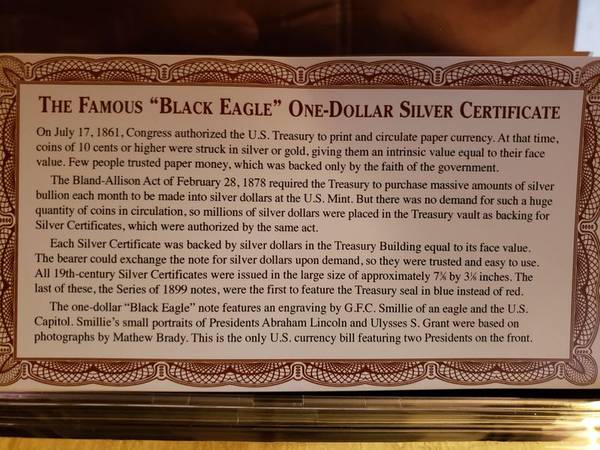 THE FAMOUS “BLACK EAGLE” ONE-DOLLAR SILVER CERTIFICATE
On July 17, 1861, Congress authorized the U.S. Treasury to print and circulate paper currency. At that time,
coins of 10 cents or higher were struck in silver or gold, giving them an intrinsic value equal to their face
value. Few people trusted paper money, which was backed only by the faith of the government.
The Bland-Allison Act of February 28, 1878 required the Treasury to purchase massive amounts of silver
bullion each month to be made into silver dollars at the U.S. Mint. But there was no demand for such a huge
quantity of coins in circulation, so millions of silver dollars were placed in the Treasury vault as backing for
Silver Certificates, which were authorized by the same act.
Each Silver Certificate was backed by silver dollars in the Treasury Building equal to its face value.
The bearer could exchange the note for silver dollars upon demand, so they were trusted and easy to use.
All 19th-century Silver Certificates were issued in the large size of approximately by inches. The
last of these, the Series of 1899 notes, were the first to feature the Treasury seal in blue instead of red.
The one-dollar “Black Eagle” note features an engraving by G.F.C. Smillie of an eagle and the U.S.
Capitol. Smillie’s small portraits of Presidents Abraham Lincoln and Ulysses S. Grant were based on
photographs by Mathew Brady. This is the only U.S. currency bill featuring two Presidents on the front.